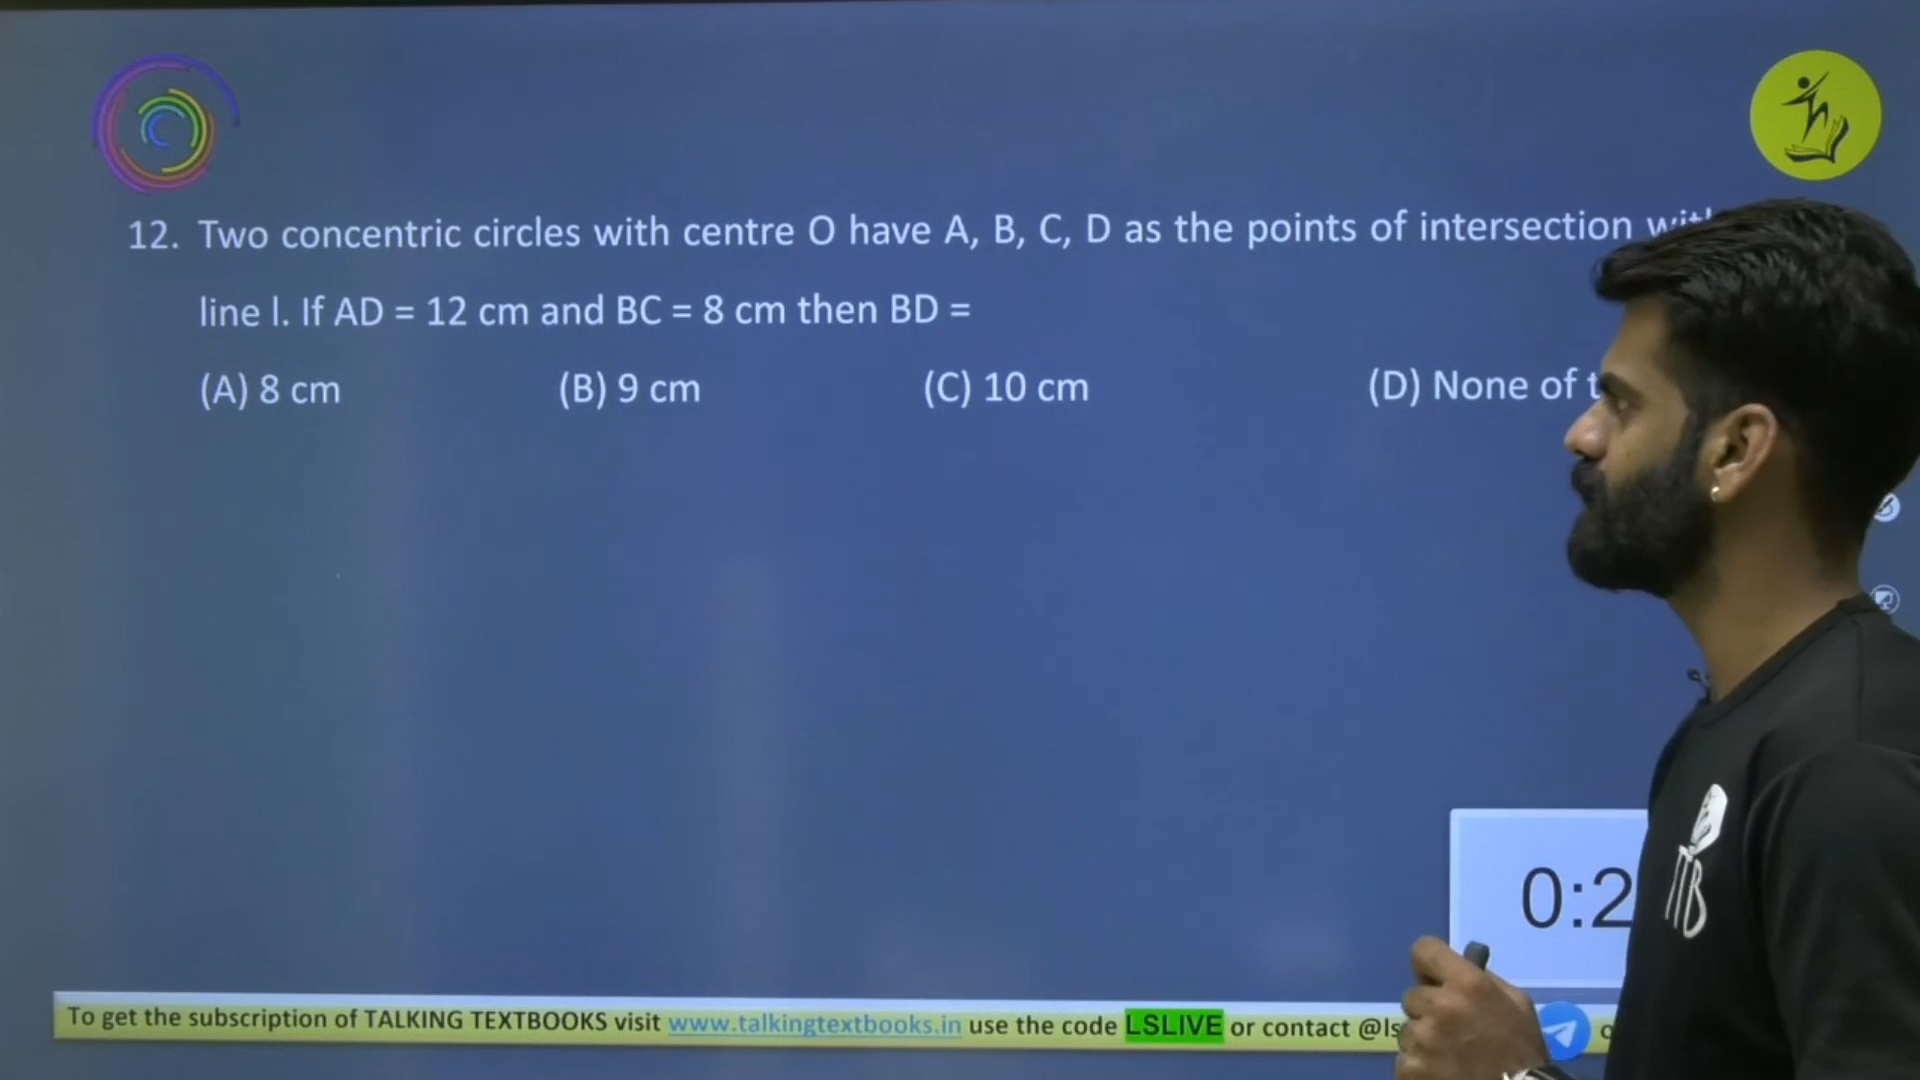 12. Two concentric circles with centre O have A, B, C, D as the points of intersection
line l. If AD = 12 cm and BC = 8 cm then BD =
(A) 8 cm (B) 9 cm (C) 10 cm (D) None of
0:2
To get the subscription of TALKING TEXTBOOKS visit www.talkingtextbooks.in use the code LSLIVE or contact @ls